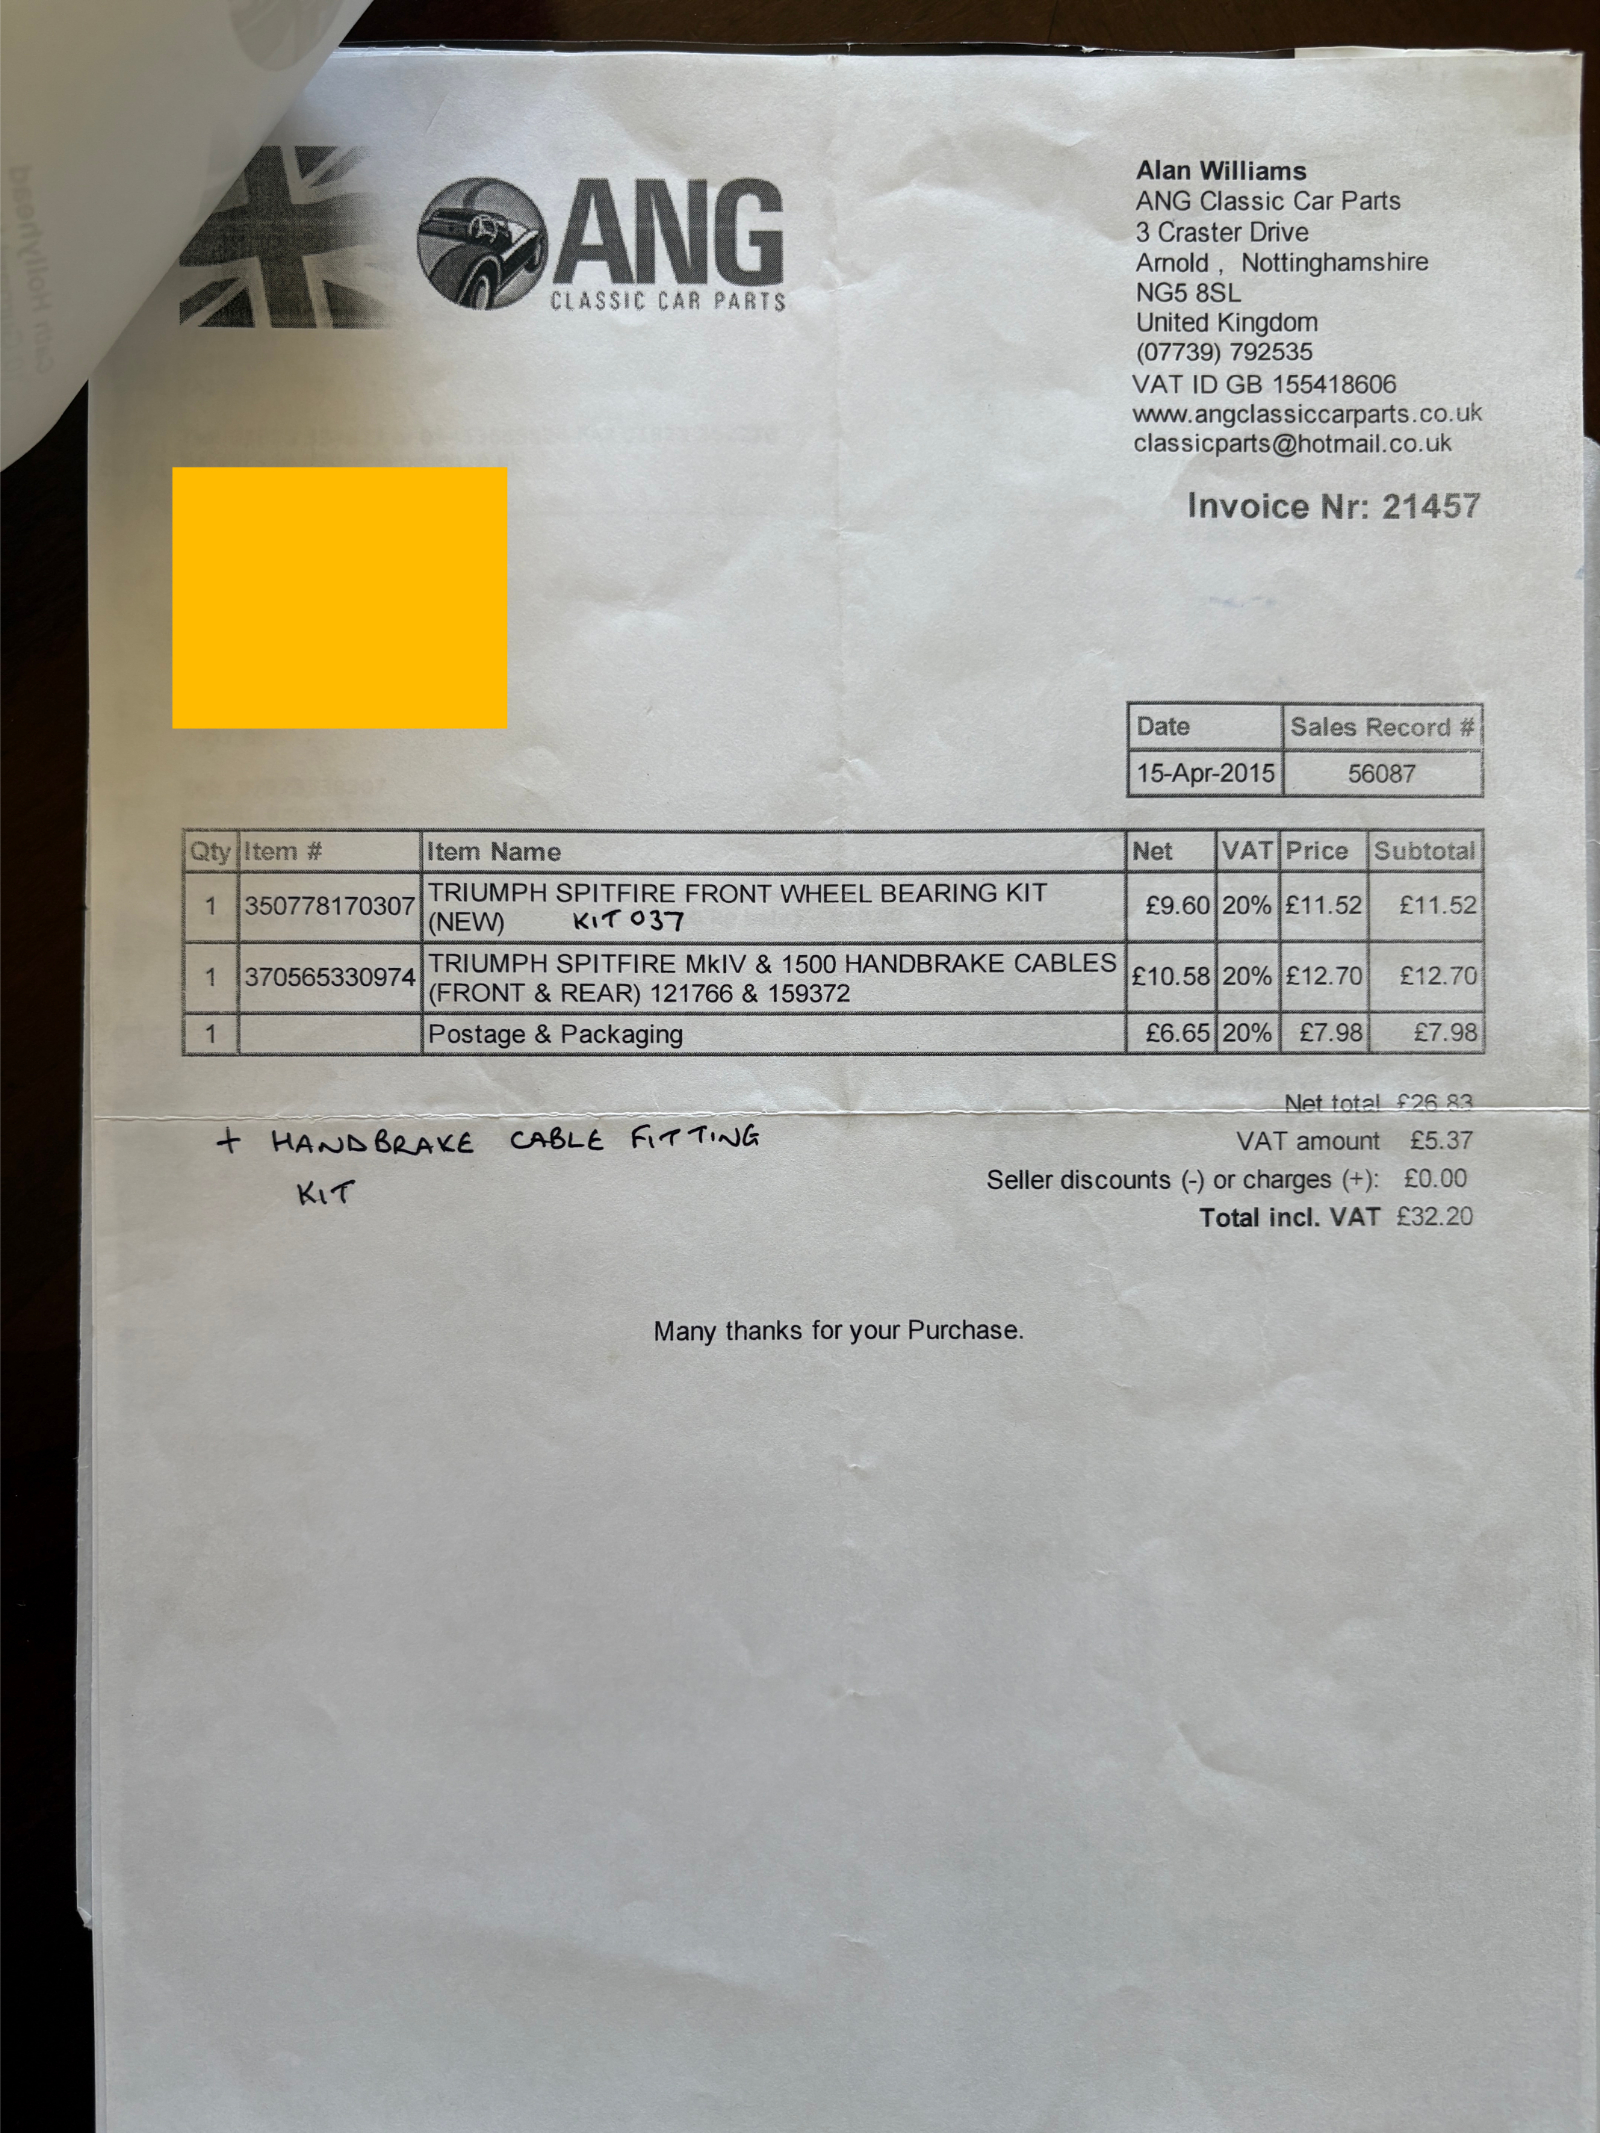 ANG
CLASSIC CAR PARTS
Alan Williams
ANG Classic Car Parts
3 Craster Drive
Arnold , Nottinghamshire
NG5 8SL
United Kingdom
(07739) 792535
VAT ID GB 155418606
www.angclassiccarparts.co.uk
classicparts@hotmail.co.uk
Invoice Nr: 21457
Date Sales Record #
15-Apr-2015 56087
Qty Item # Item Name Net VAT Price Subtotal
1 350778170307 TRIUMPH SPITFIRE FRONT WHEEL BEARING KIT
(NEW) KIT 037 £9.60 20% £11.52 £11.52
1 370565330974 TRIUMPH SPITFIRE MkIV & 1500 HANDBRAKE CABLES
(FRONT & REAR) 121766 & 159372 £10.58 20% £12.70 £12.70
1 Postage & Packaging £6.65 20% £7.98 £7.98
Net total £26.83
VAT amount £5.37
Seller discounts (-) or charges (+): £0.00
Total incl. VAT £32.20
+ HANDBRAKE CABLE FITTING
KIT
Many thanks for your Purchase.